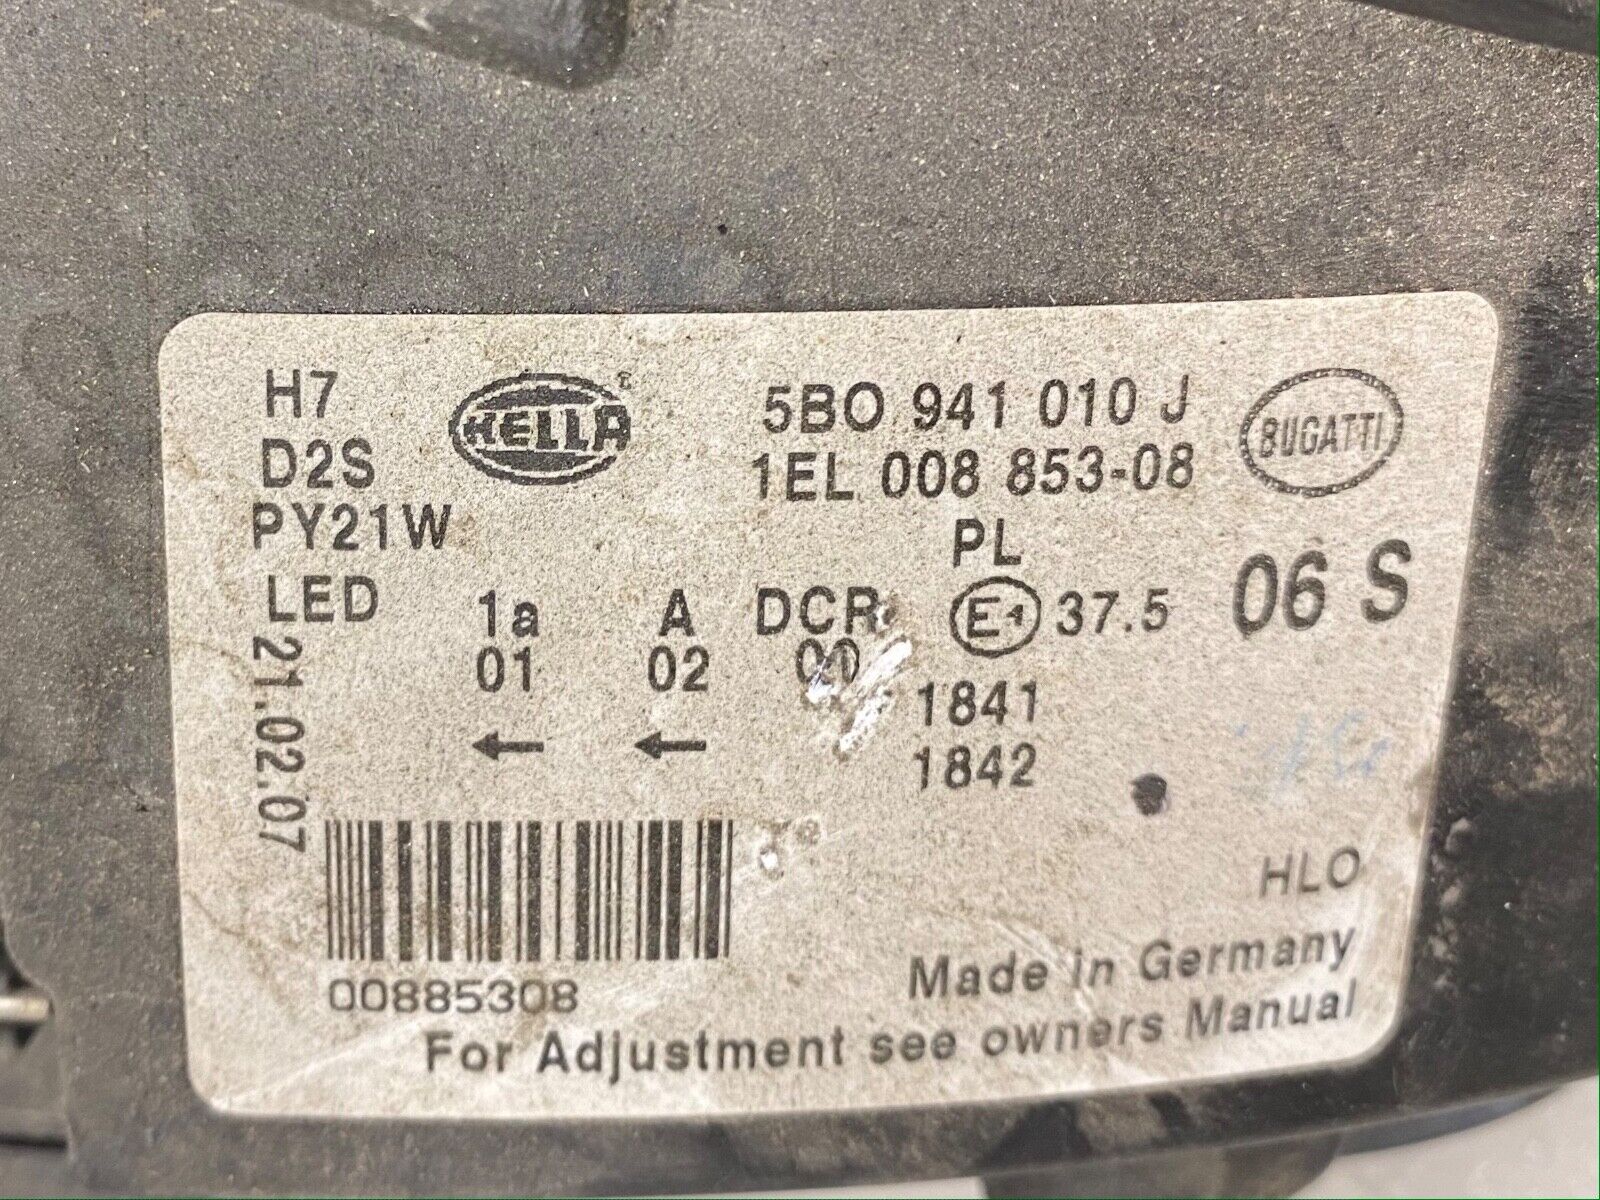 H7
HELLA
5B0 941 010 J
BUGATTI
D2S
1EL 008 853-08
PY21W
PL
LED
1a
A
DCR
E1
37.5
06 S
01
02
1841
1842
21.02.07
HLO
00885308
Made in Germany
For Adjustment see owners Manual